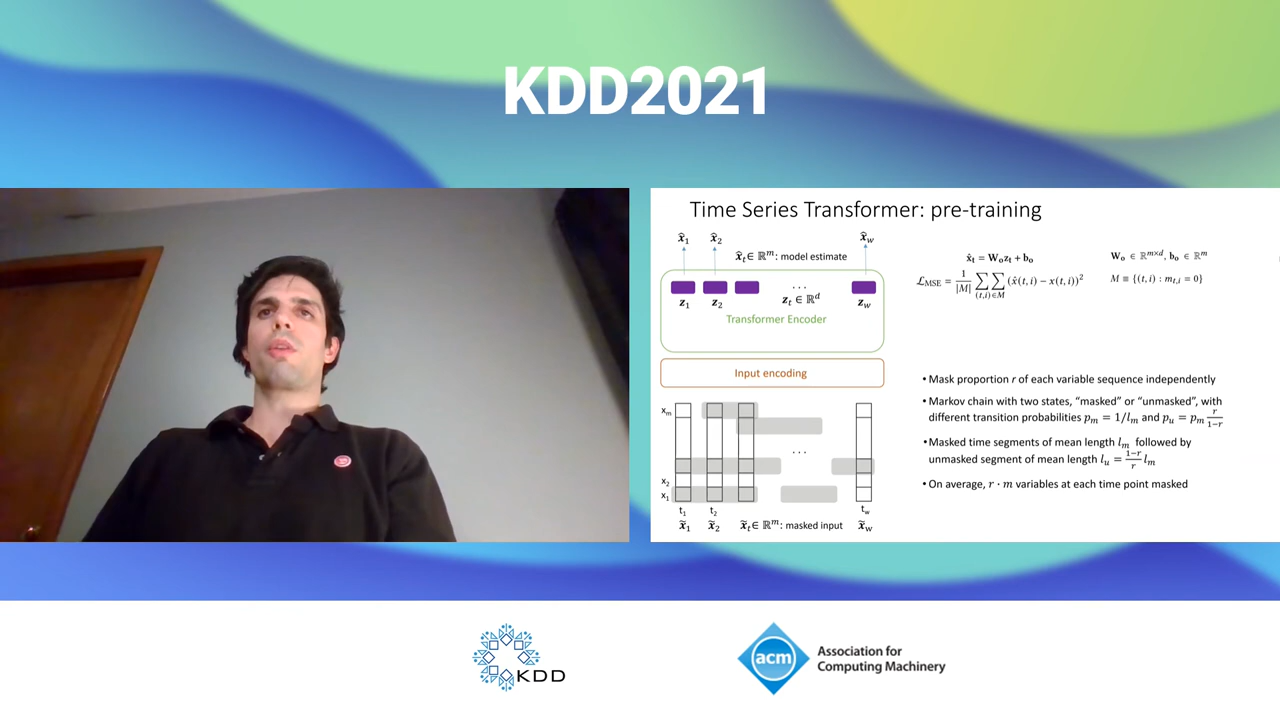 KDD2021
Time Series Transformer: pre-training
x̂₁ x̂₂ x̂_w
x̂_t ∈ ℝ^m: model estimate
z₁ z₂ · · · z_t ∈ ℝ^d z_w
Transformer Encoder
Input encoding
x_m
· · ·
x₂
x₁
t₁ t₂ t_w
x̃₁ x̃₂ x̃_t ∈ ℝ^m: masked input x̃_w
x̂_t = W_o z_t + b_o
W_o ∈ ℝ^{m×d}, b_o ∈ ℝ^m
ℒ_MSE = 1/|M| ∑∑_{(t,i)∈M} (x̂(t, i) − x(t, i))²
M ≡ {(t, i) : m_{t,i} = 0}
• Mask proportion r of each variable sequence independently
• Markov chain with two states, “masked” or “unmasked”, with
different transition probabilities p_m = 1/l_m and p_u = p_m r/(1−r)
• Masked time segments of mean length l_m followed by
unmasked segment of mean length l_u = (1−r)/r l_m
• On average, r · m variables at each time point masked
KDD
acm
Association for
Computing Machinery